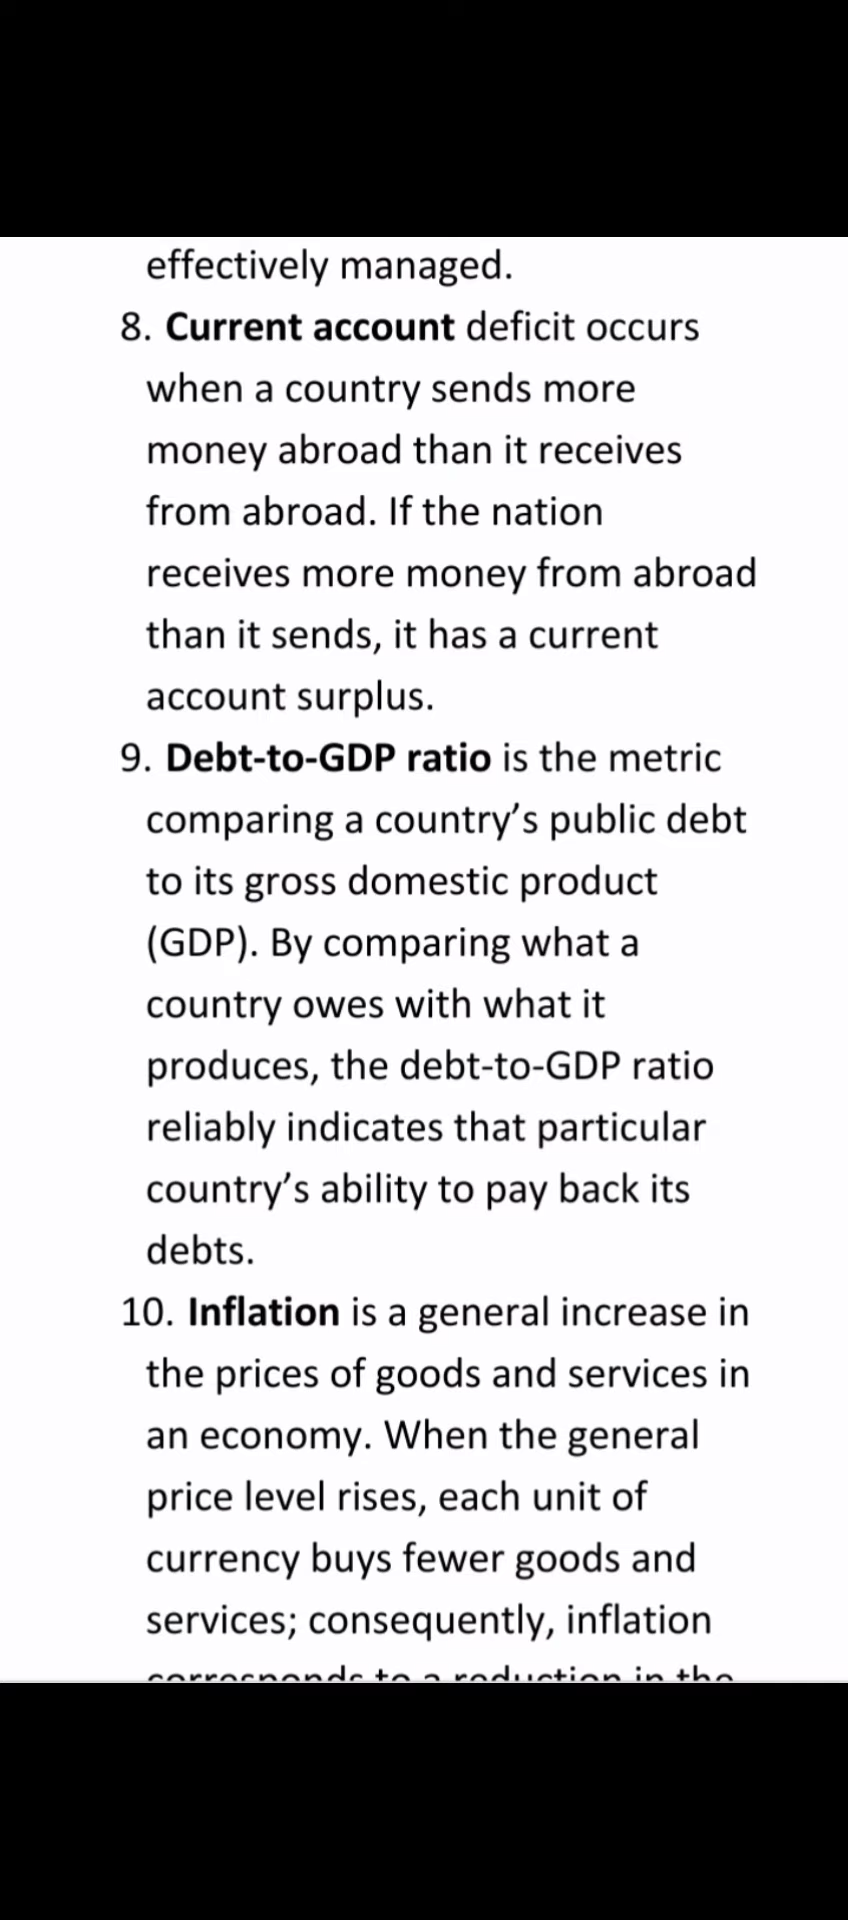 effectively managed.
8. Current account deficit occurs
when a country sends more
money abroad than it receives
from abroad. If the nation
receives more money from abroad
than it sends, it has a current
account surplus.
9. Debt-to-GDP ratio is the metric
comparing a country’s public debt
to its gross domestic product
(GDP). By comparing what a
country owes with what it
produces, the debt-to-GDP ratio
reliably indicates that particular
country’s ability to pay back its
debts.
10. Inflation is a general increase in
the prices of goods and services in
an economy. When the general
price level rises, each unit of
currency buys fewer goods and
services; consequently, inflation
corresponds to a reduction in the